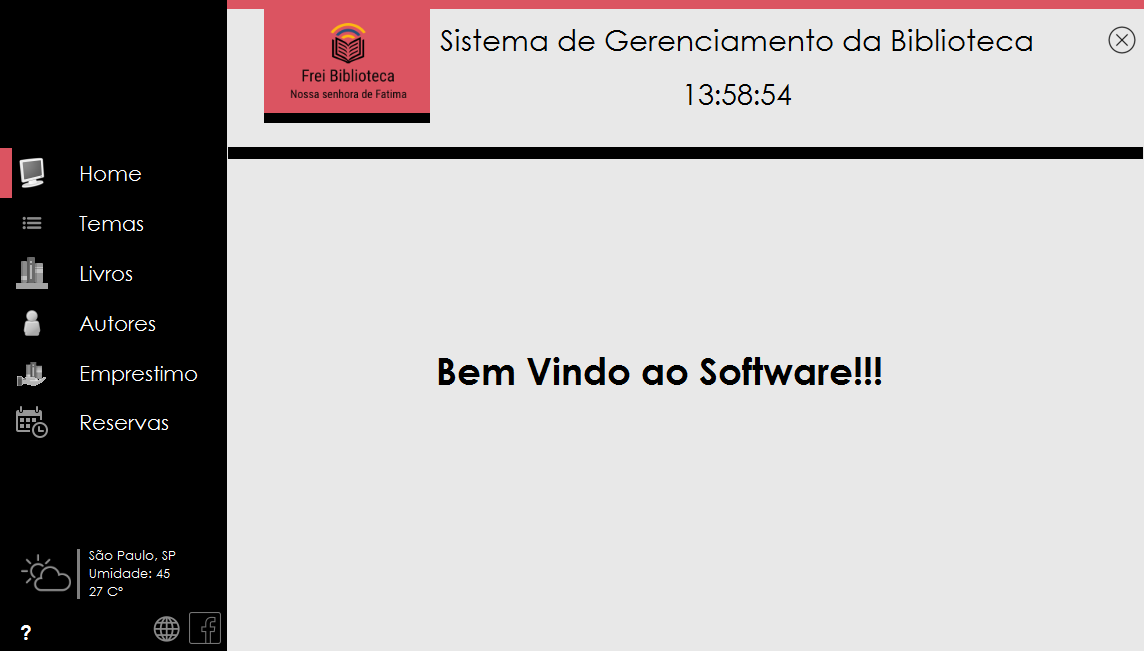 Frei Biblioteca
Nossa senhora de Fatima
Sistema de Gerenciamento da Biblioteca
13:58:54
Home
Temas
Livros
Autores
Emprestimo
Reservas
Bem Vindo ao Software!!!
São Paulo, SP
Umidade: 45
27 Cº
?